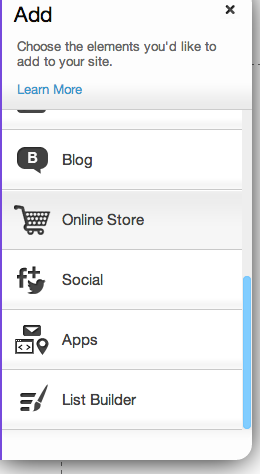 Add
Choose the elements you'd like to
add to your site.
Learn More
B Blog
Online Store
Social
Apps
List Builder